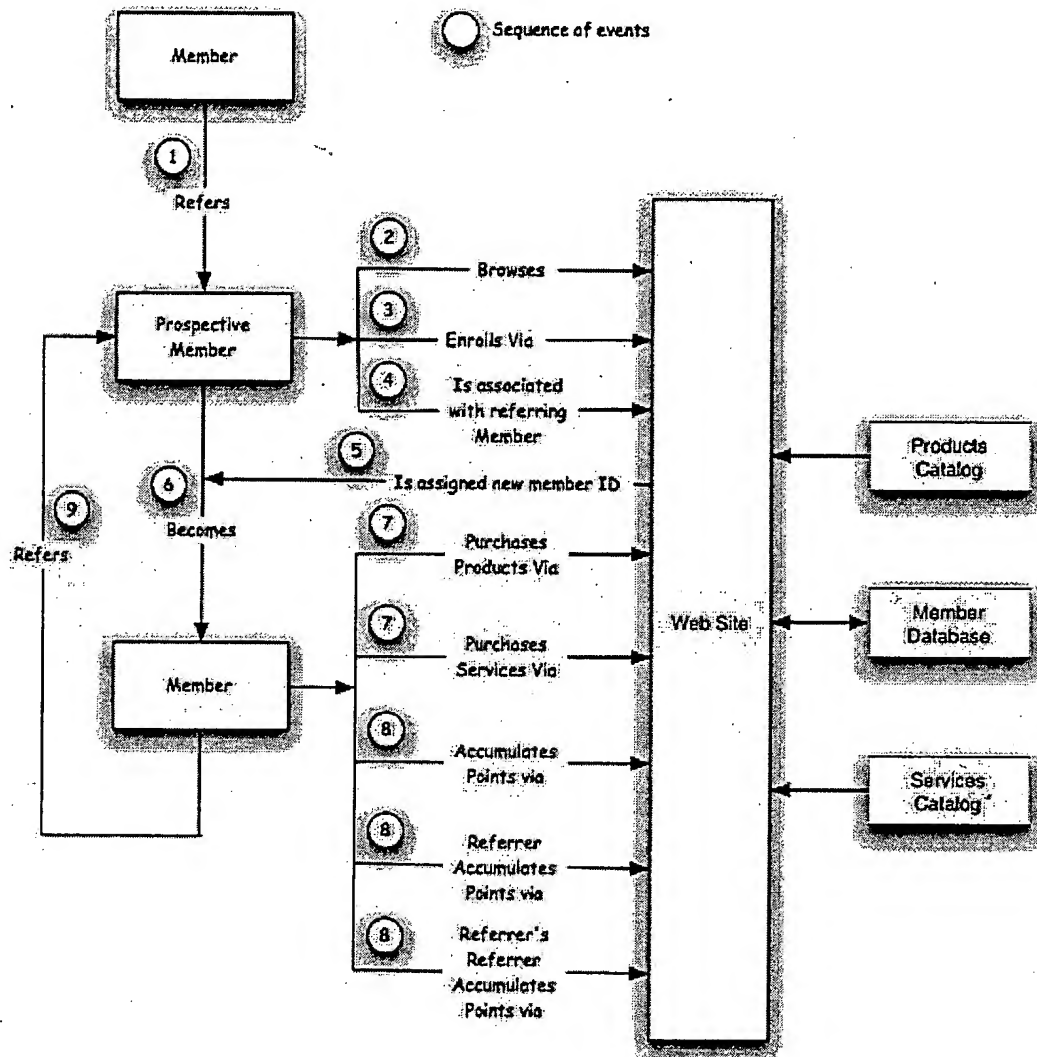 Member
Sequence of events
1
Refers
2
Browses
Prospective
Member
3
Enrolls Via
4
Is associated
with referring
Member
5
Is assigned new member ID
6
Becomes
9
Refers
7
Purchases
Products Via
7
Purchases
Services Via
Member
8
Accumulates
Points via
8
Referrer
Accumulates
Points via
8
Referrer's
Referrer
Accumulates
Points via
Web Site
Products
Catalog
Member
Database
Services
Catalog